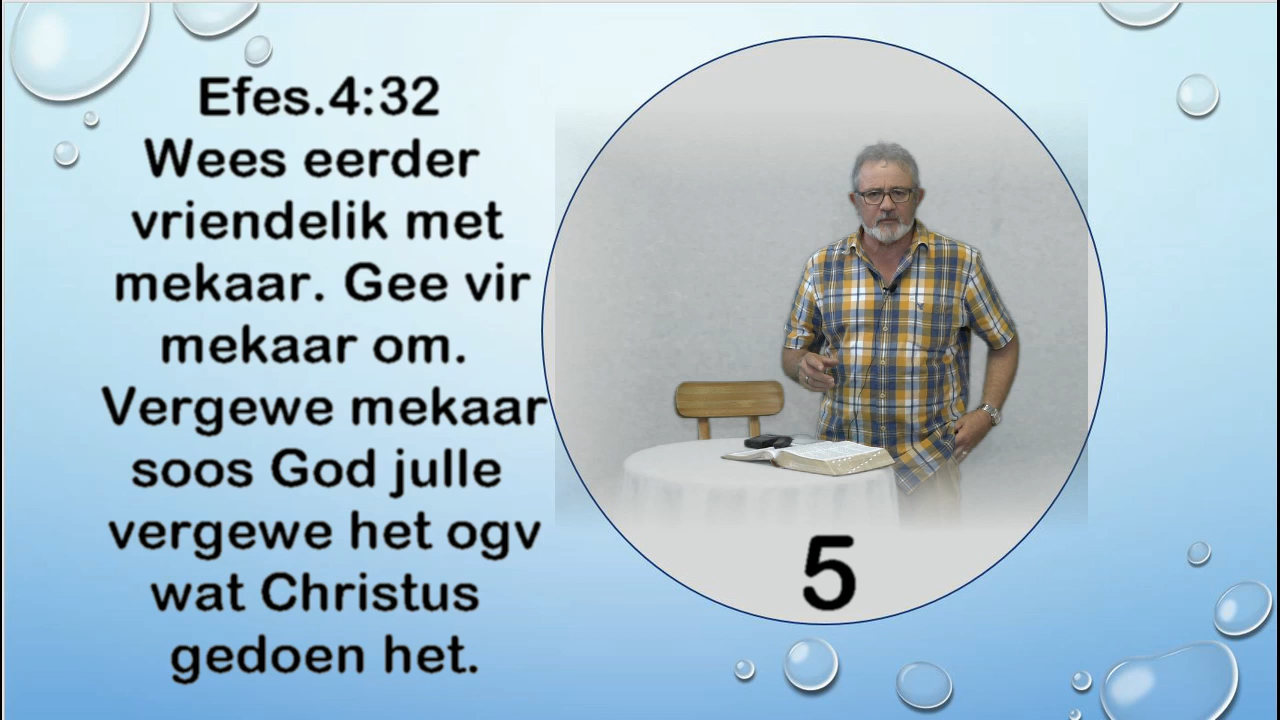 Efes.4:32
Wees eerder
vriendelik met
mekaar. Gee vir
mekaar om.
Vergewe mekaar
soos God julle
vergewe het ogv
wat Christus
gedoen het.
5